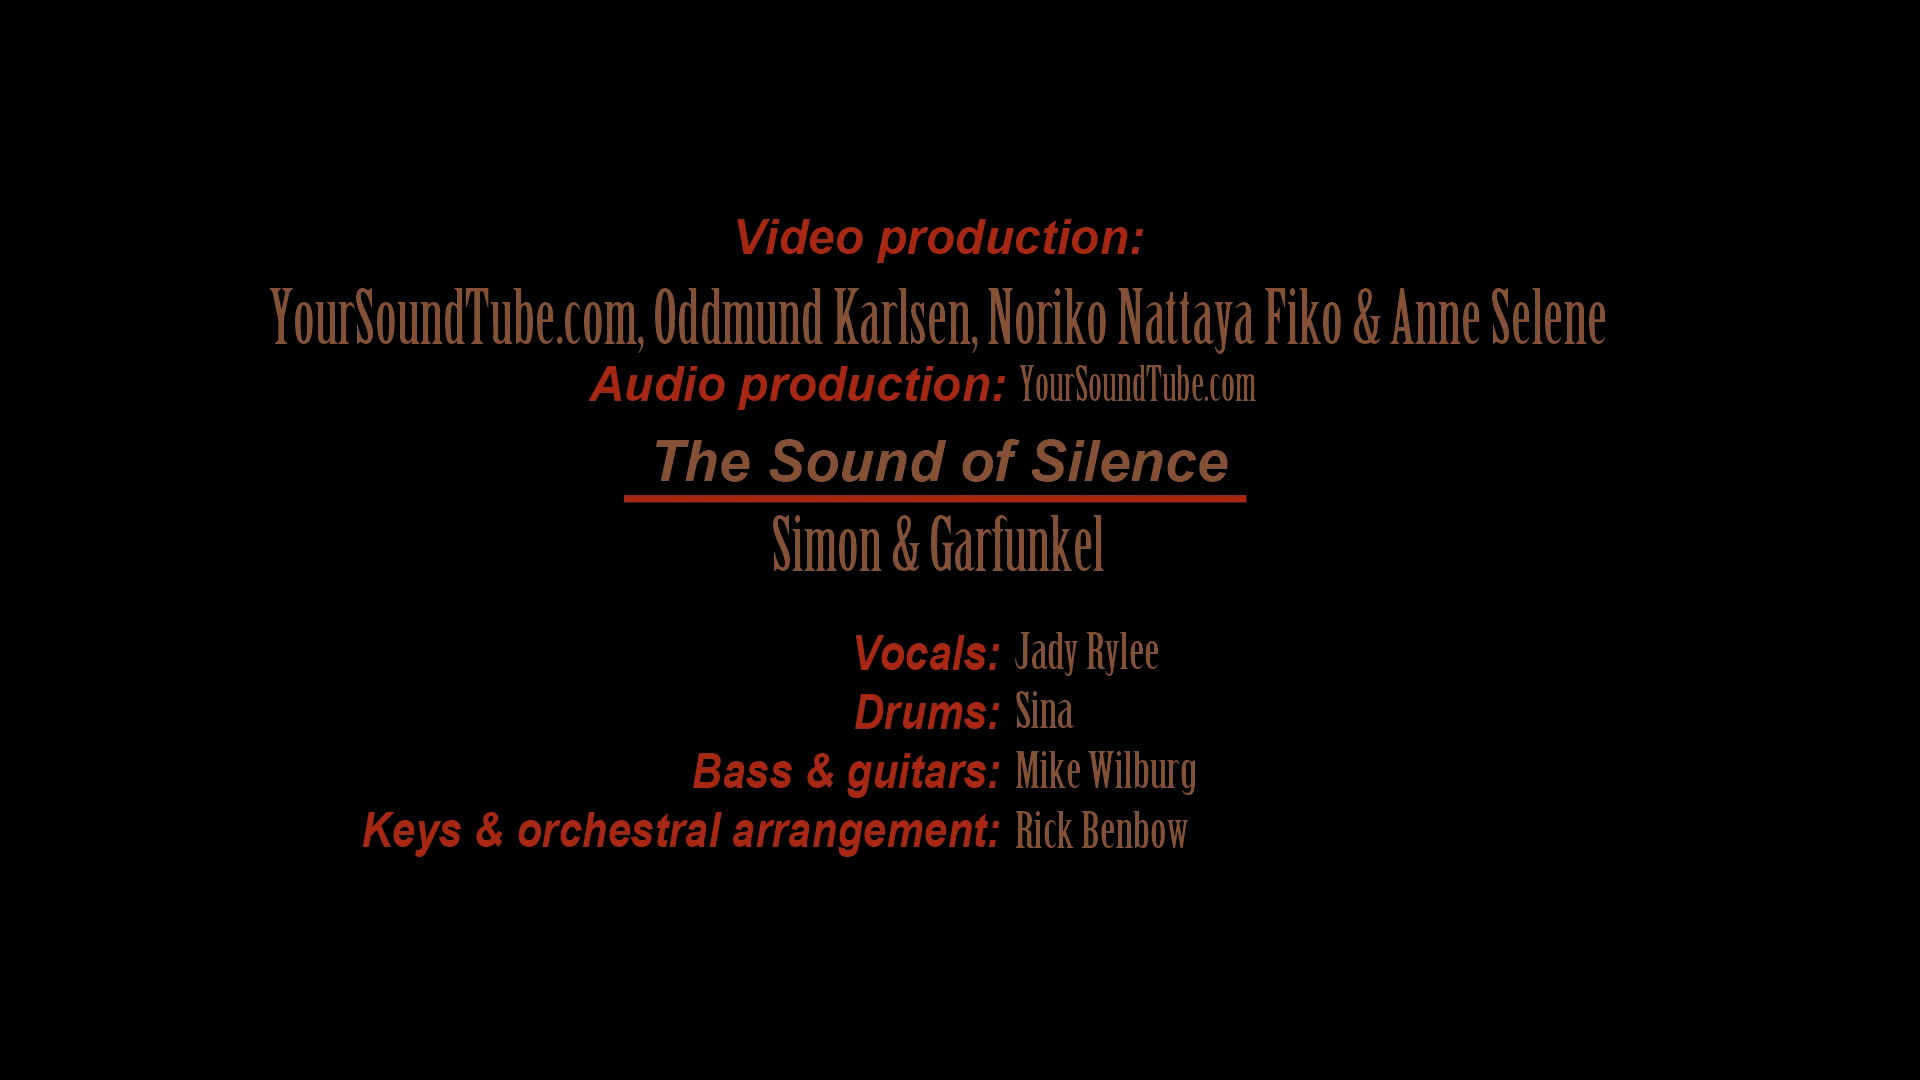 Video production:
YourSoundTube.com, Oddmund Karlsen, Noriko Nattaya Fiko & Anne Selene
Audio production: YourSoundTube.com
The Sound of Silence
Simon & Garfunkel
Vocals: Jady Rylee
Drums: Sina
Bass & guitars: Mike Wilburg
Keys & orchestral arrangement: Rick Benbow